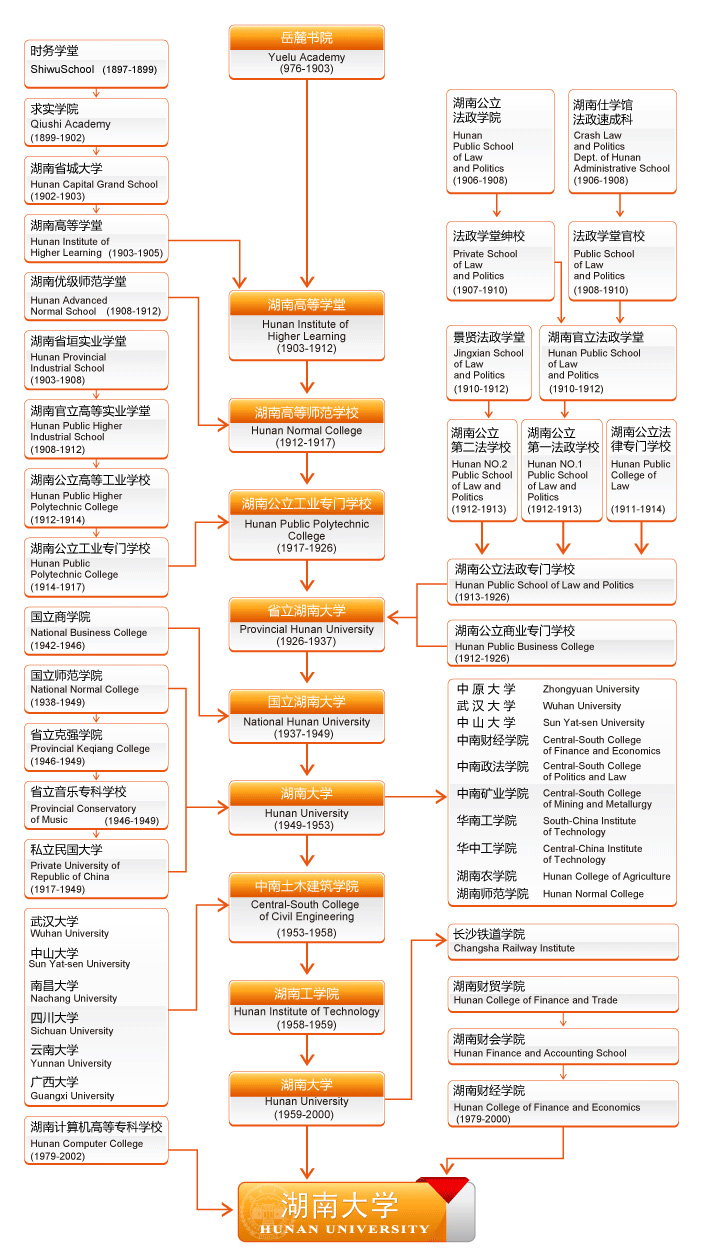 时务学堂
ShiwuSchool (1897-1899)
求实学院
Qiushi Academy
(1899-1902)
湖南省城大学
Hunan Capital Grand School
(1902-1903)
湖南高等学堂
Hunan Institute of
Higher Learning (1903-1905)
湖南优级师范学堂
Hunan Advanced
Normal School (1908-1912)
湖南省垣实业学堂
Hunan Provincial
Industrial School
(1903-1908)
湖南官立高等实业学堂
Hunan Public Higher
Industrial School
(1908-1912)
湖南公立高等工业学校
Hunan Public Higher
Polytechnic College
(1912-1914)
湖南公立工业专门学校
Hunan Public
Polytechnic College
(1914-1917)
国立商学院
National Business College
(1942-1946)
国立师范学院
National Normal College
(1938-1949)
省立克强学院
Provincial Keqiang College
(1946-1949)
省立音乐专科学校
Provincial Conservatory
of Music (1946-1949)
私立民国大学
Private University of
Republic of China
(1917-1949)
武汉大学
Wuhan University
中山大学
Sun Yat-sen University
南昌大学
Nachang University
四川大学
Sichuan University
云南大学
Yunnan University
广西大学
Guangxi University
湖南计算机高等专科学校
Hunan Computer College
(1979-2002)
岳麓书院
Yuelu Academy
(976-1903)
湖南高等学堂
Hunan Institute of
Higher Learning
(1903-1912)
湖南高等师范学校
Hunan Normal College
(1912-1917)
湖南公立工业专门学校
Hunan Public Polytechnic
College
(1917-1926)
省立湖南大学
Provincial Hunan University
(1926-1937)
国立湖南大学
National Hunan University
(1937-1949)
湖南大学
Hunan University
(1949-1953)
中南土木建筑学院
Central-South College
of Civil Engineering
(1953-1958)
湖南工学院
Hunan Institute of Technology
(1958-1959)
湖南大学
Hunan University
(1959-2000)
湖南公立
法政学院
Hunan
Public School
of Law
and Politics
(1906-1908)
湖南仕学馆
法政速成科
Crash Law
and Politics
Dept. of Hunan
Administrative School
(1906-1908)
法政学堂绅校
Private School
of Law
and Politics
(1907-1910)
法政学堂官校
Public School
of Law
and Politics
(1908-1910)
景贤法政学堂
Jingxian School
of Law
and Politics
(1910-1912)
湖南官立法政学堂
Hunan Public School
of Law
and Politics
(1910-1912)
湖南公立
第二法学校
Hunan NO.2
Public School
of Law and
Politics
(1912-1913)
湖南公立
第一法政学校
Hunan NO.1
Public School
of Law and
Politics
(1912-1913)
湖南公立法
律专门学校
Hunan Public
College of
Law
(1911-1914)
湖南公立法政专门学校
Hunan Public School of Law and Politics
(1913-1926)
湖南公立商业专门学校
Hunan Public Business College
(1912-1926)
中原大学 Zhongyuan University
武汉大学 Wuhan University
中山大学 Sun Yat-sen University
中南财经学院 Central-South College
of Finance and Economics
中南政法学院 Central-South College
of Politics and Law
中南矿业学院 Central-South College
of Mining and Metallurgy
华南工学院 South-China Institute
of Technology
华中工学院 Central-China Institute
of Technology
湖南农学院 Hunan College of Agriculture
湖南师范学院 Hunan Normal College
长沙铁道学院
Changsha Railway Institute
湖南财贸学院
Hunan College of Finance and Trade
湖南财会学院
Hunan Finance and Accounting School
湖南财经学院
Hunan College of Finance and Economics
(1979-2000)
湖南大学
HUNAN UNIVERSITY